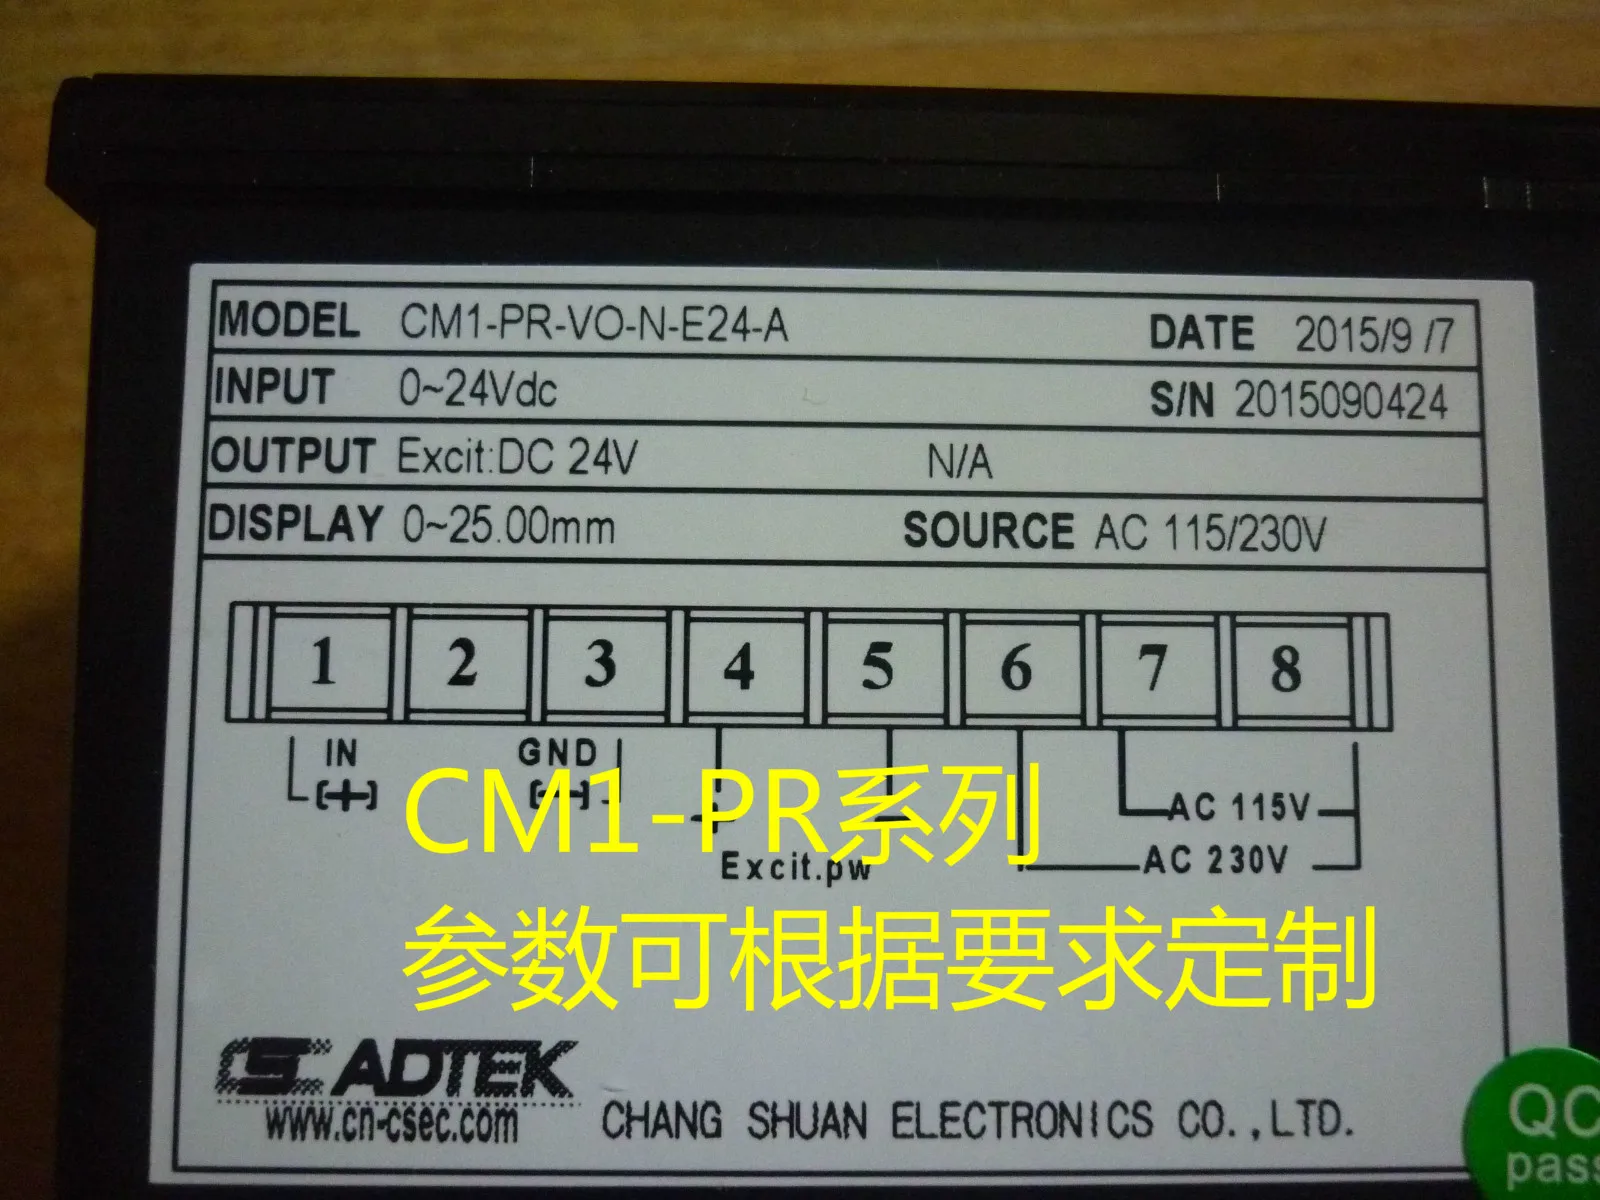 MODEL CM1-PR-VO-N-E24-A DATE 2015/9 /7
INPUT 0~24Vdc S/N 2015090424
OUTPUT Excit:DC 24V N/A
DISPLAY 0~25.00mm SOURCE AC 115/230V
1 2 3 4 5 6 7 8
IN GND
[+] [-] + -
AC 115V
Excit.pw AC 230V
CM1-PR系列
参数可根据要求定制
CSEC ADTEK
www.cn-csec.com CHANG SHUAN ELECTRONICS CO.,LTD.
QC
pass